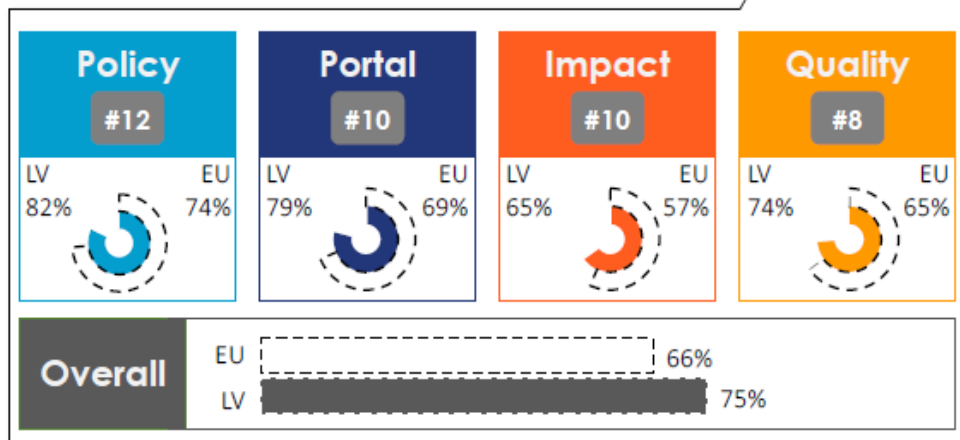 Policy
#12
LV EU
82% 74%
Portal
#10
LV EU
79% 69%
Impact
#10
LV EU
65% 57%
Quality
#8
LV EU
74% 65%
Overall
EU 66%
LV 75%